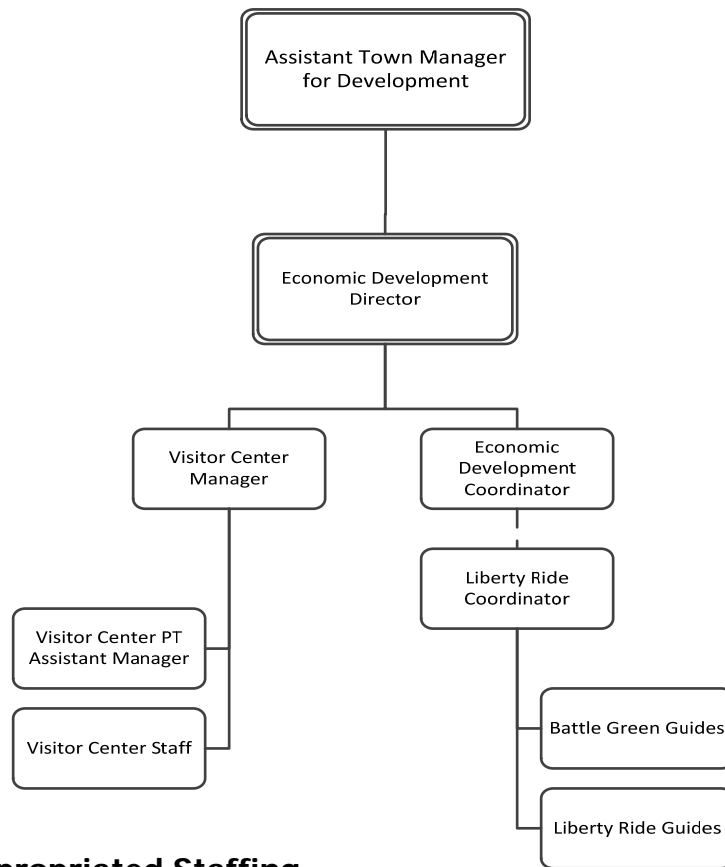 Assistant Town Manager
for Development
Economic Development
Director
Visitor Center
Manager
Economic
Development
Coordinator
Liberty Ride
Coordinator
Visitor Center PT
Assistant Manager
Visitor Center Staff
Battle Green Guides
Liberty Ride Guides
Staffing